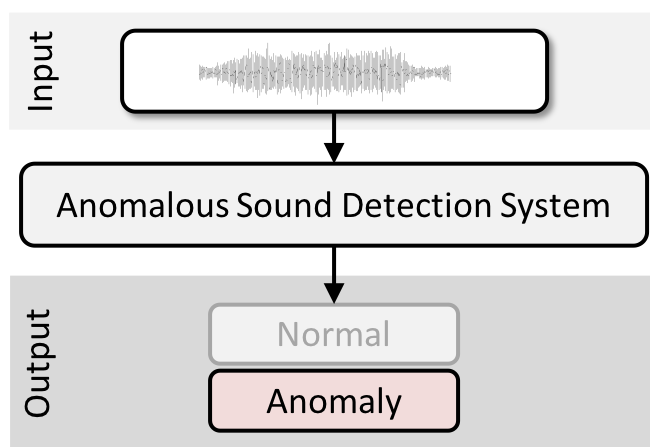 Input
Anomalous Sound Detection System
Output
Normal
Anomaly